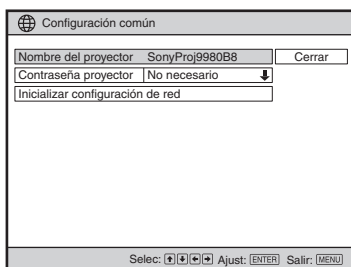 Configuración común
Nombre del proyector SonyProj9980B8 Cerrar
Contraseña proyector No necesario
Inicializar configuración de red
Selec: Ajust: ENTER Salir: MENU